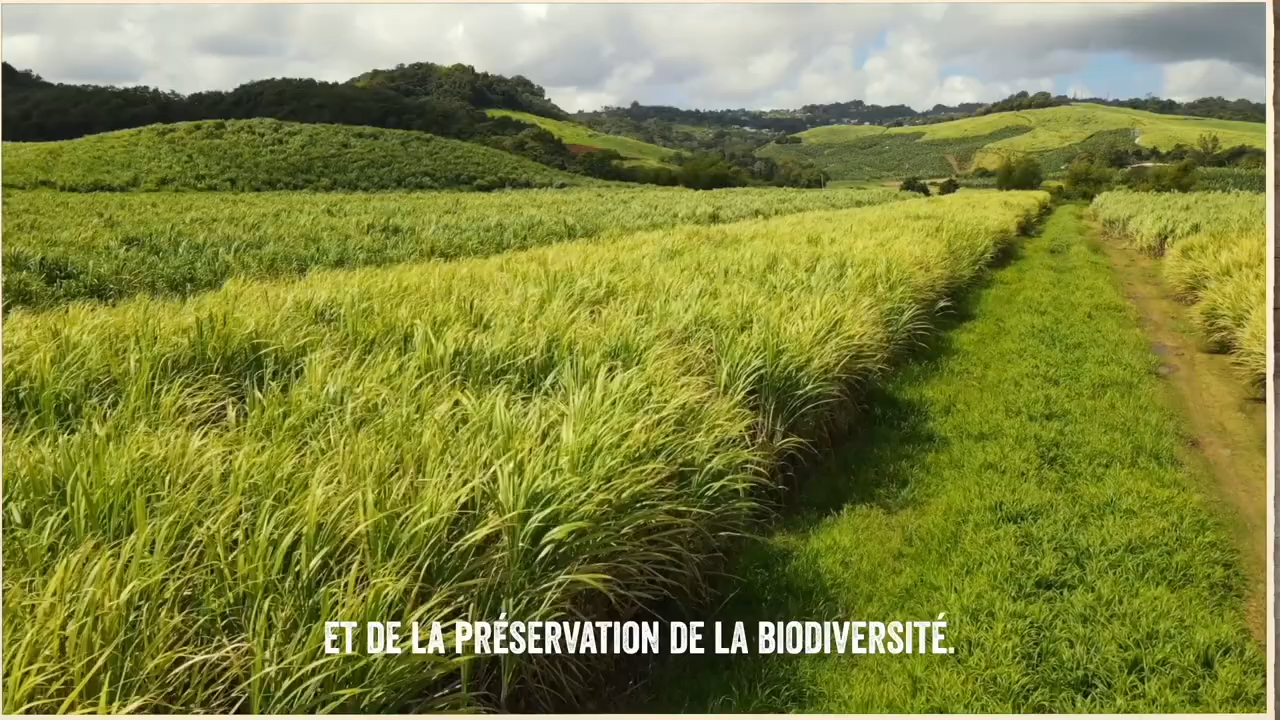 ET DE LA PRÉSERVATION DE LA BIODIVERSITÉ.